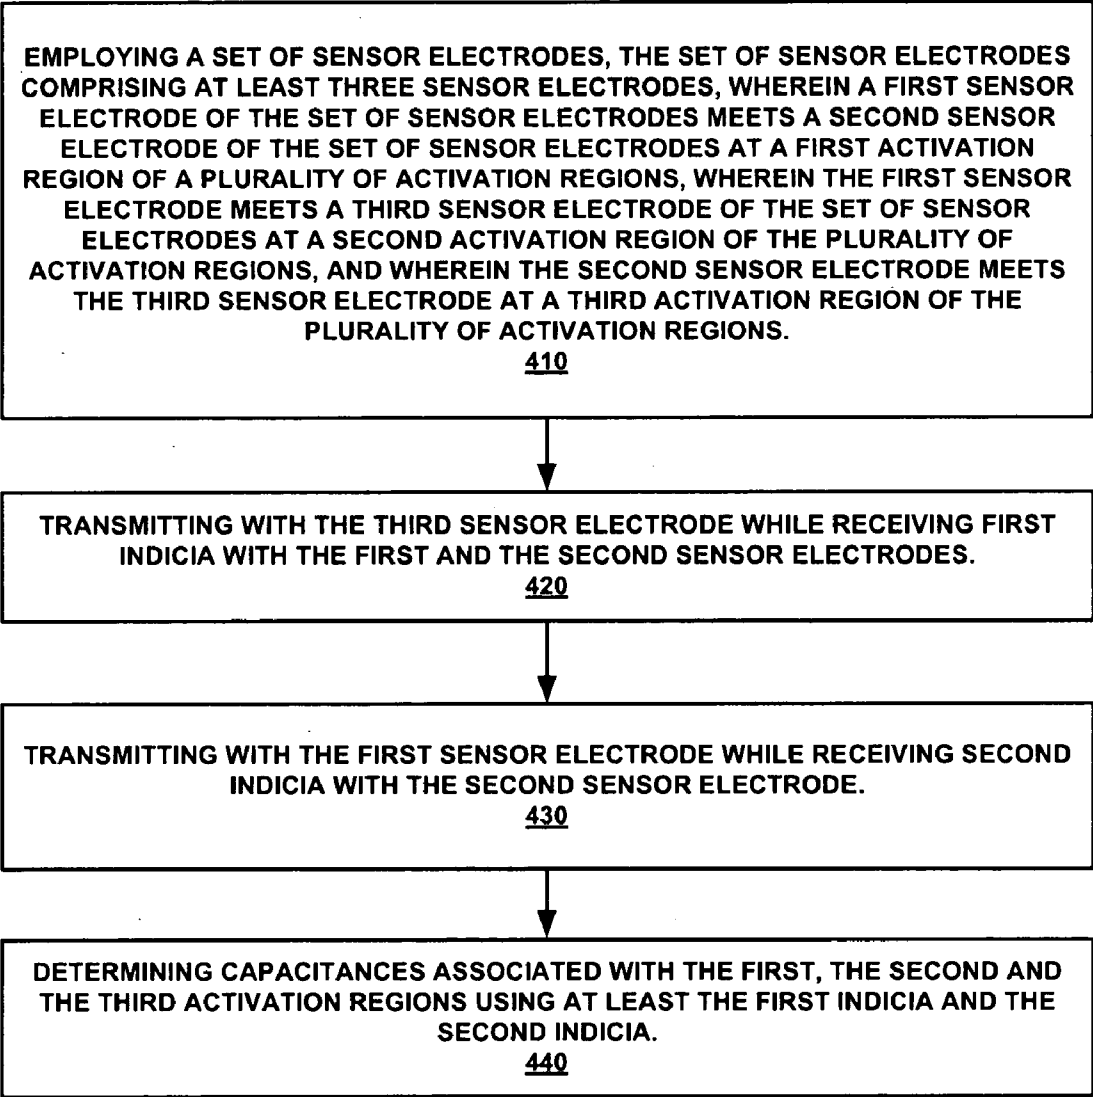 EMPLOYING A SET OF SENSOR ELECTRODES, THE SET OF SENSOR ELECTRODES
COMPRISING AT LEAST THREE SENSOR ELECTRODES, WHEREIN A FIRST SENSOR
ELECTRODE OF THE SET OF SENSOR ELECTRODES MEETS A SECOND SENSOR
ELECTRODE OF THE SET OF SENSOR ELECTRODES AT A FIRST ACTIVATION
REGION OF A PLURALITY OF ACTIVATION REGIONS, WHEREIN THE FIRST SENSOR
ELECTRODE MEETS A THIRD SENSOR ELECTRODE OF THE SET OF SENSOR
ELECTRODES AT A SECOND ACTIVATION REGION OF THE PLURALITY OF
ACTIVATION REGIONS, AND WHEREIN THE SECOND SENSOR ELECTRODE MEETS
THE THIRD SENSOR ELECTRODE AT A THIRD ACTIVATION REGION OF THE
PLURALITY OF ACTIVATION REGIONS.
410
TRANSMITTING WITH THE THIRD SENSOR ELECTRODE WHILE RECEIVING FIRST
INDICIA WITH THE FIRST AND THE SECOND SENSOR ELECTRODES.
420
TRANSMITTING WITH THE FIRST SENSOR ELECTRODE WHILE RECEIVING SECOND
INDICIA WITH THE SECOND SENSOR ELECTRODE.
430
DETERMINING CAPACITANCES ASSOCIATED WITH THE FIRST, THE SECOND AND
THE THIRD ACTIVATION REGIONS USING AT LEAST THE FIRST INDICIA AND THE
SECOND INDICIA.
440